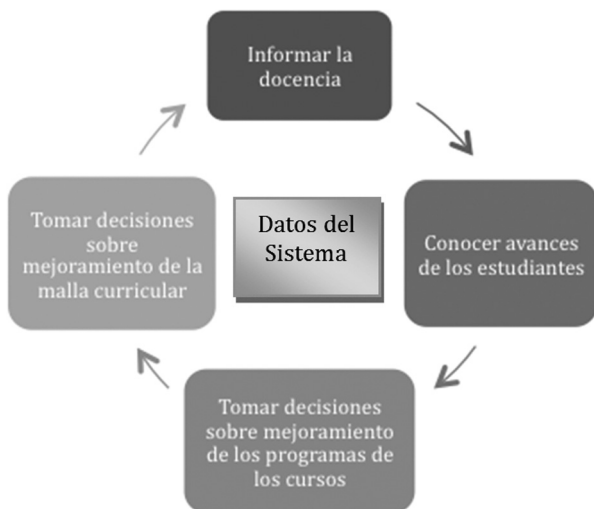 Informar la
docencia
Conocer avances
de los estudiantes
Tomar decisiones
sobre mejoramiento
de los programas de
los cursos
Tomar decisiones
sobre
mejoramiento de la
malla curricular
Datos del
Sistema